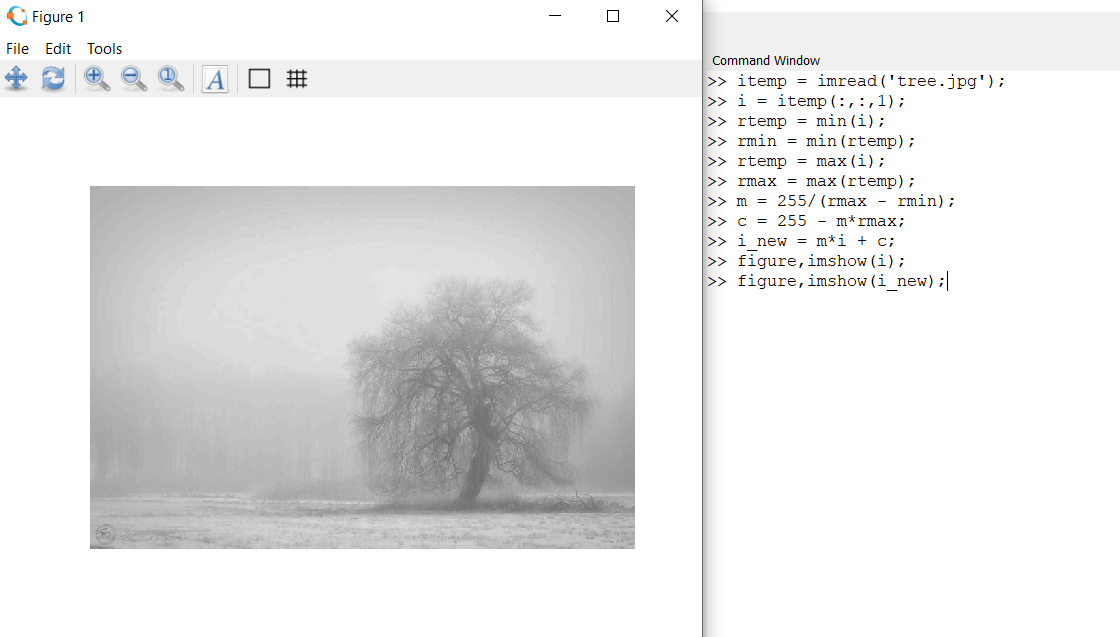 Figure 1
File Edit Tools
A
Command Window
>> itemp = imread('tree.jpg');
>> i = itemp(:,:,1);
>> rtemp = min(i);
>> rmin = min(rtemp);
>> rtemp = max(i);
>> rmax = max(rtemp);
>> m = 255/(rmax - rmin);
>> c = 255 - m*rmax;
>> i_new = m*i + c;
>> figure,imshow(i);
>> figure,imshow(i_new);